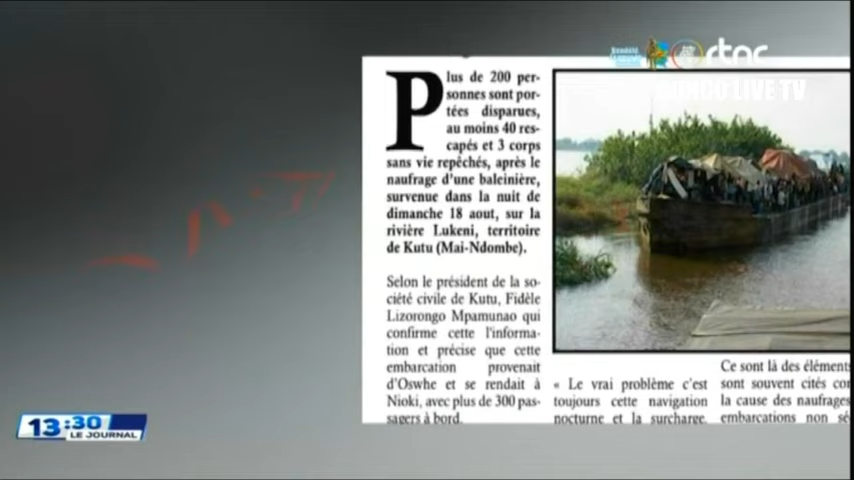 rtnc
CONGO LIVE TV
Plus de 200 per-
sonnes sont por-
tées disparues,
au moins 40 res-
capés et 3 corps
sans vie repêchés, après le
naufrage d'une baleinière,
survenue dans la nuit de
dimanche 18 aout, sur la
rivière Lukeni, territoire
de Kutu (Mai-Ndombe).
Selon le président de la so-
ciété civile de Kutu, Fidèle
Lizorongo Mpamunao qui
confirme cette l'informa-
tion et précise que cette
embarcation provenait
d'Oswhe et se rendait à
Nioki, avec plus de 300 pas-
sagers à bord.
« Le vrai problème c'est
toujours cette navigation
nocturne et la surcharge.
Ce sont là des éléments
sont souvent cités co
la cause des naufrages
embarcations non sé
13:30
LE JOURNAL